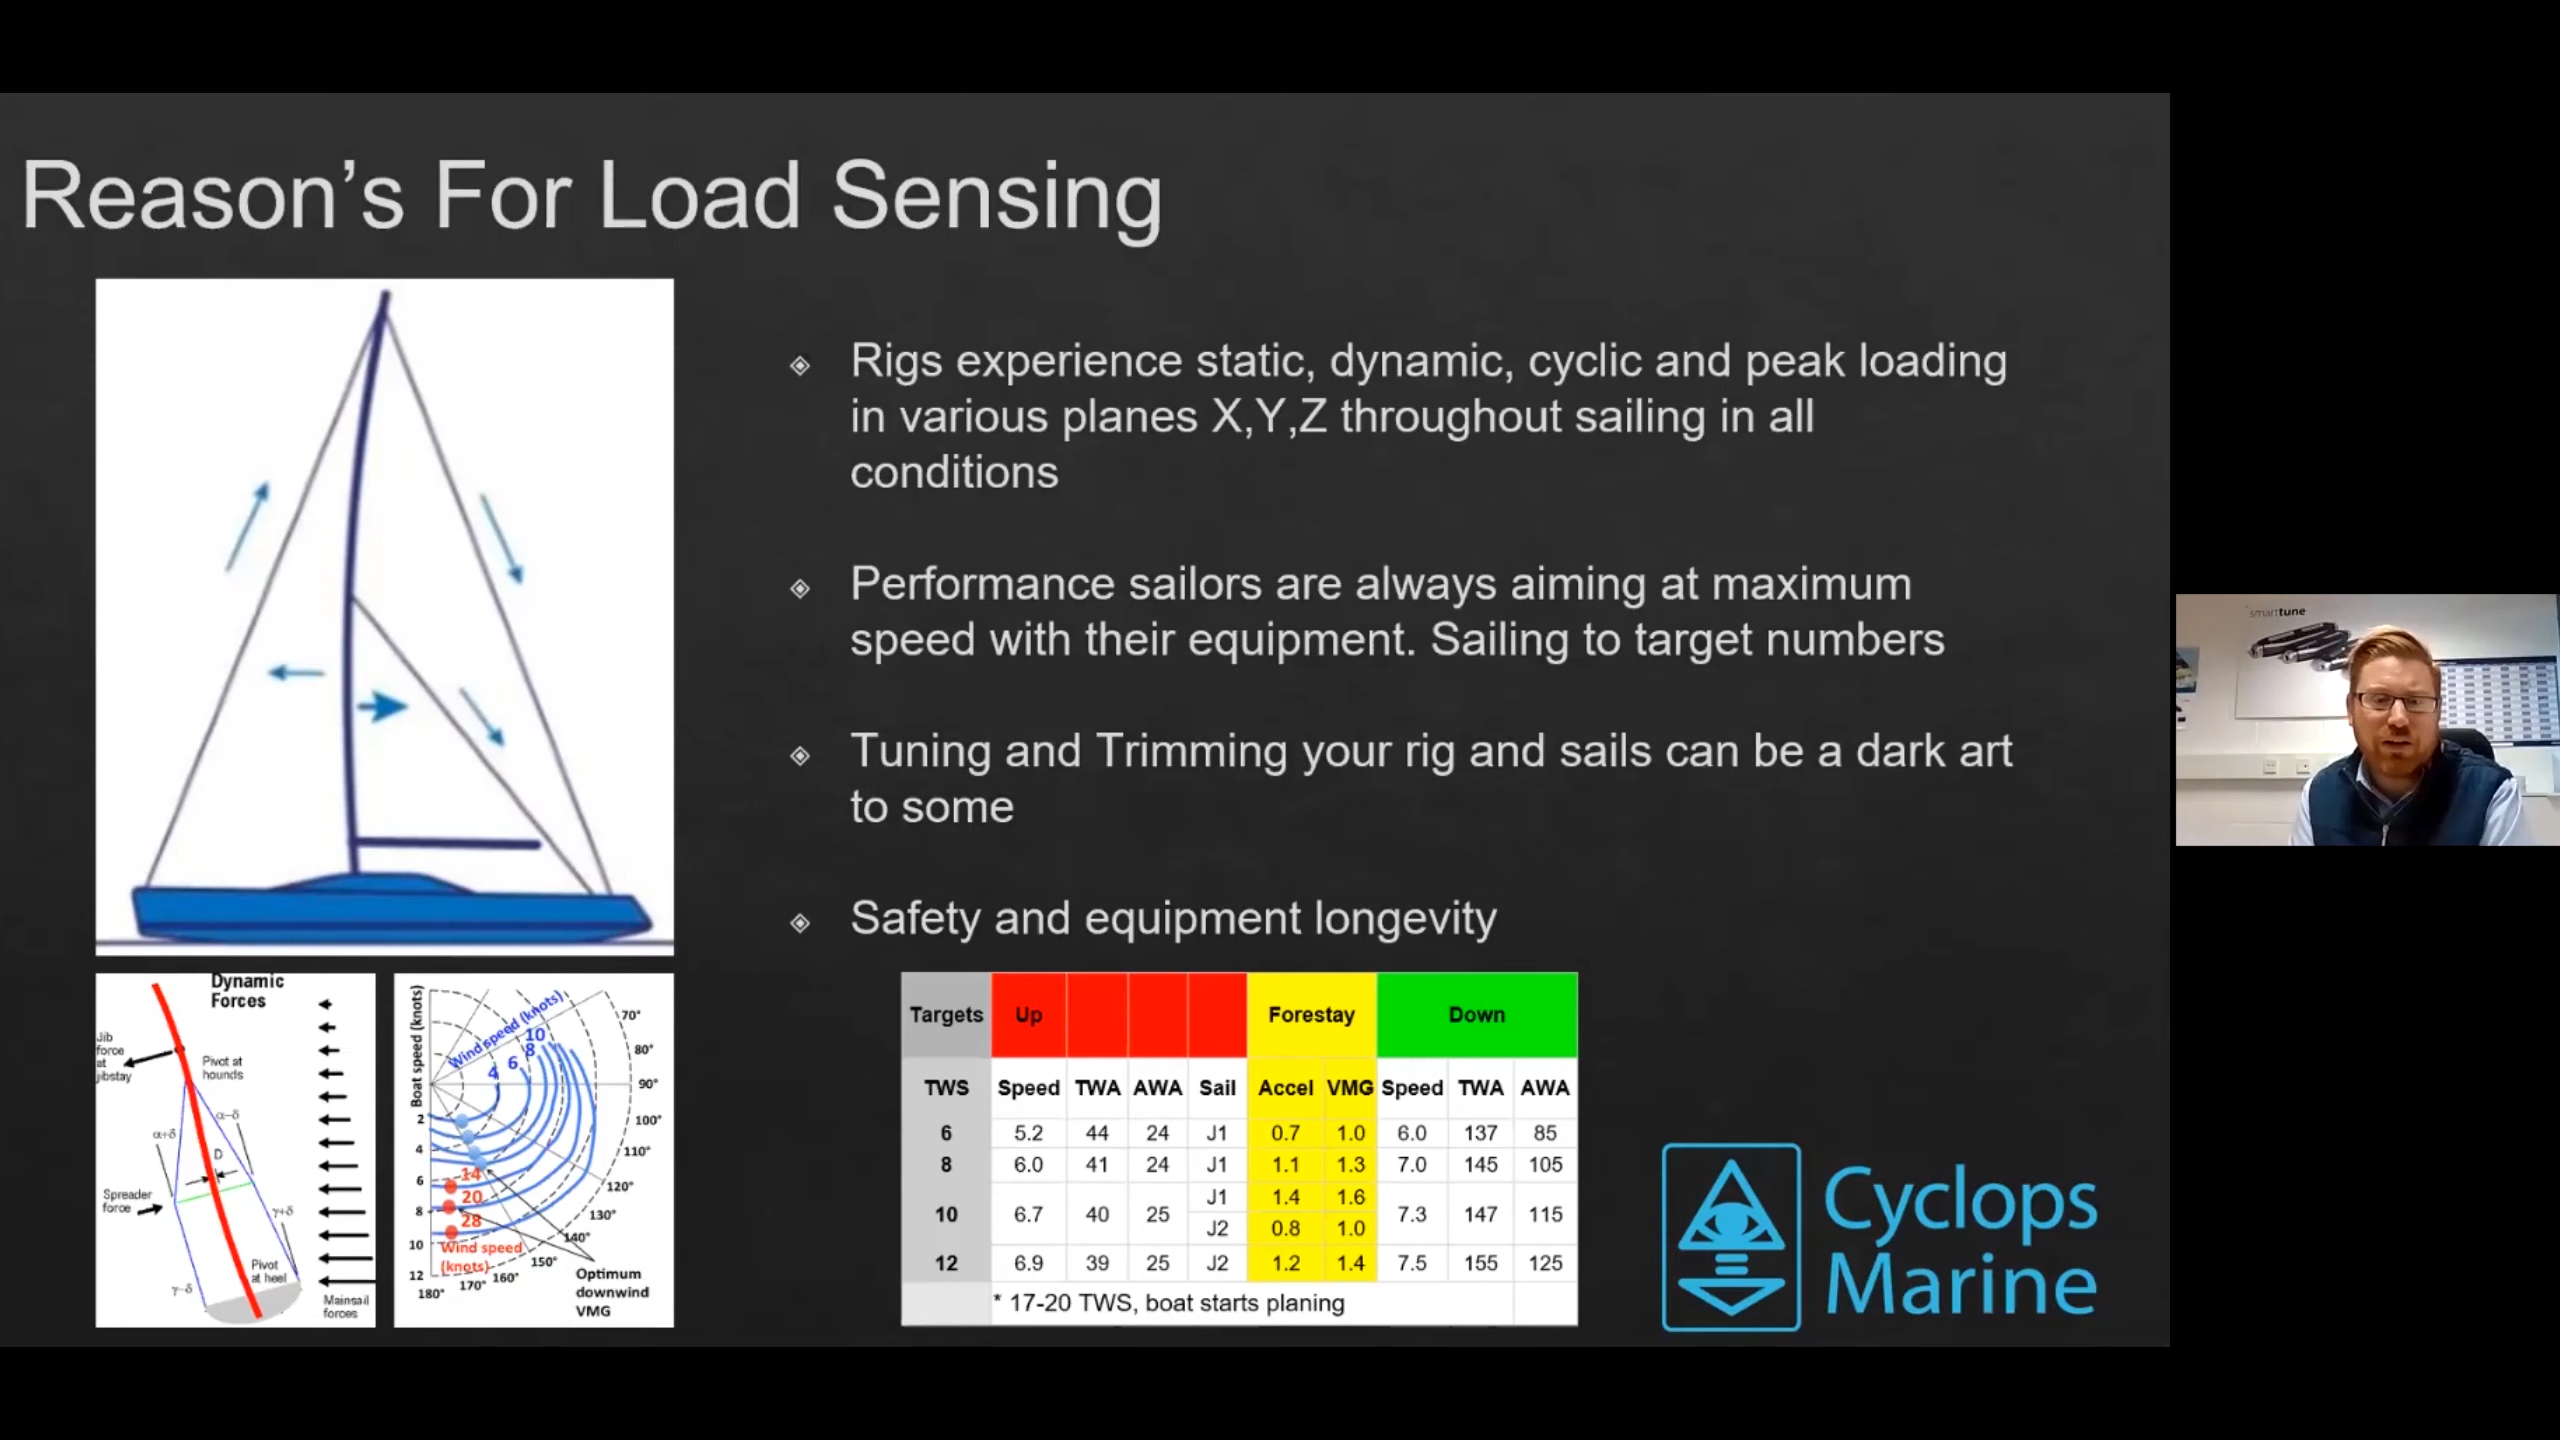 Reason's For Load Sensing
Rigs experience static, dynamic, cyclic and peak loading
in various planes X,Y,Z throughout sailing in all
conditions
Performance sailors are always aiming at maximum
speed with their equipment. Sailing to target numbers
Tuning and Trimming your rig and sails can be a dark art
to some
Safety and equipment longevity
smarttune
Dynamic
Forces
Jib
force
at
jibstay
Pivot at
hounds
α+δ
α-δ
D
Spreader
force
γ+δ
γ-δ
Pivot
at heel
Mainsail
forces
Boat speed (knots)
Wind speed (knots)
4
6
8
10
2
4
6
8
10
12
14
20
28
Wind speed
(knots)
70°
80°
90°
100°
110°
120°
130°
140°
150°
160°
170°
180°
Optimum
downwind
VMG
Targets Up Forestay Down
TWS Speed TWA AWA Sail Accel VMG Speed TWA AWA
6 5.2 44 24 J1 0.7 1.0 6.0 137 85
8 6.0 41 24 J1 1.1 1.3 7.0 145 105
10 6.7 40 25 J1 1.4 1.6 7.3 147 115
J2 0.8 1.0
12 6.9 39 25 J2 1.2 1.4 7.5 155 125
* 17-20 TWS, boat starts planing
Cyclops
Marine